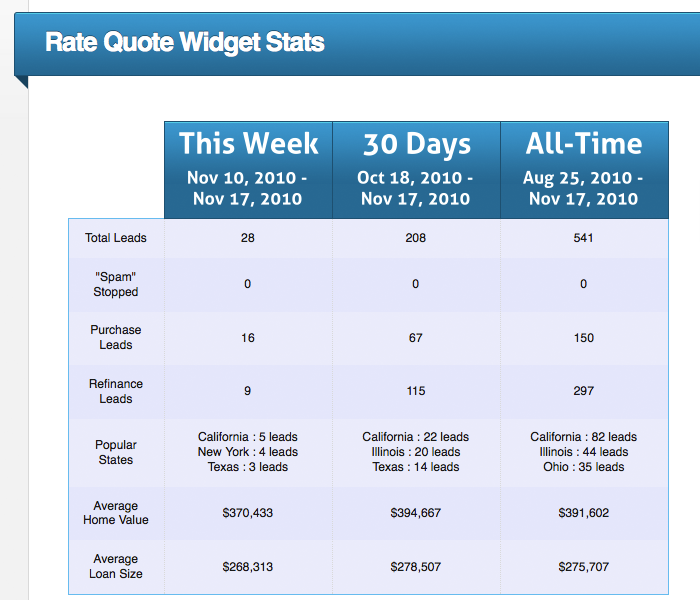 Rate Quote Widget Stats
This Week
Nov 10, 2010 -
Nov 17, 2010
30 Days
Oct 18, 2010 -
Nov 17, 2010
All-Time
Aug 25, 2010 -
Nov 17, 2010
Total Leads 28 208 541
"Spam"
Stopped
0 0 0
Purchase
Leads
16 67 150
Refinance
Leads
9 115 297
Popular
States
California : 5 leads
New York : 4 leads
Texas : 3 leads
California : 22 leads
Illinois : 20 leads
Texas : 14 leads
California : 82 leads
Illinois : 44 leads
Ohio : 35 leads
Average
Home Value
$370,433 $394,667 $391,602
Average
Loan Size
$268,313 $278,507 $275,707